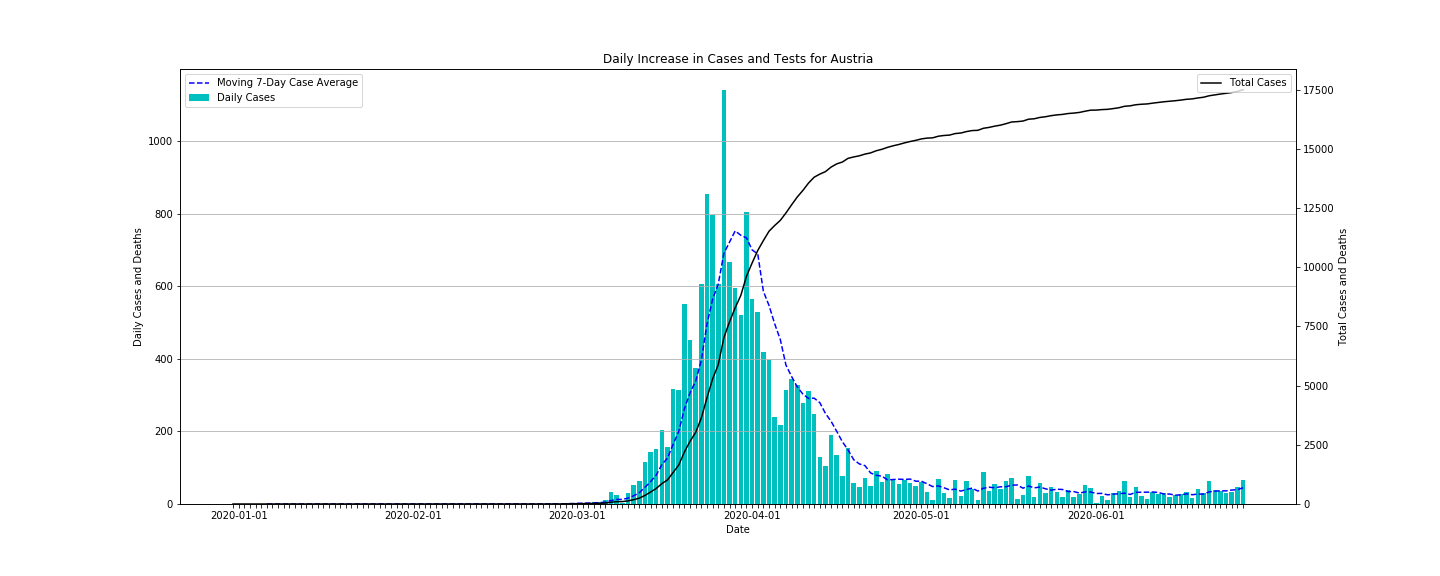 Daily Increase in Cases and Tests for Austria
Moving 7-Day Case Average
Daily Cases
Total Cases
Daily Cases and Deaths
1000
800
600
400
200
0
17500
15000
12500
10000
7500
5000
2500
0
Total Cases and Deaths
2020-01-01
2020-02-01
2020-03-01
2020-04-01
2020-05-01
2020-06-01
Date